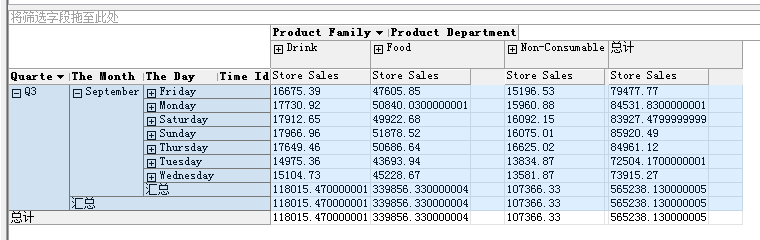 将筛选字段拖至此处
Product Family Product Department
Drink Food Non-Consumable 总计
Quarte The Month The Day Time Id Store Sales Store Sales Store Sales Store Sales
Q3 September Friday 16675.39 47605.85 15196.53 79477.77
Monday 17730.92 50840.0300000001 15960.88 84531.8300000001
Saturday 17912.65 49922.68 16092.15 83927.4799999999
Sunday 17966.96 51878.52 16075.01 85920.49
Thursday 17649.46 50686.64 16625.02 84961.12
Tuesday 14975.36 43693.94 13834.87 72504.1700000001
Wednesday 15104.73 45228.67 13581.87 73915.27
汇总 118015.470000001 339856.330000004 107366.33 565238.130000005
汇总 118015.470000001 339856.330000004 107366.33 565238.130000005
总计 118015.470000001 339856.330000004 107366.33 565238.130000005